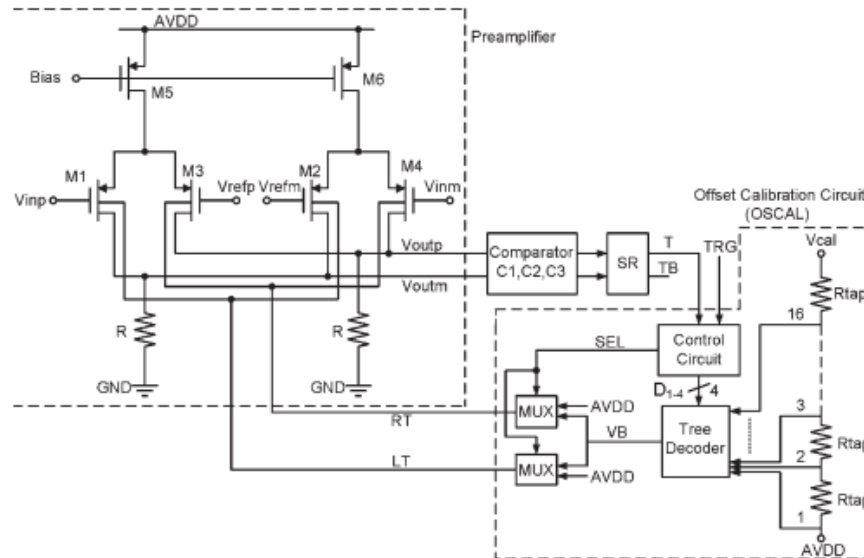 AVDD
Preamplifier
Bias
M5
M6
M1
M3
Vrefp
Vrefm
M2
M4
Vinp
Vinm
Offset Calibration Circuit
(OSCAL)
Voutp
Voutm
Comparator
C1,C2,C3
SR
T
TB
TRG
Vcal
Rtap
16
R
R
GND
GND
SEL
Control
Circuit
D1-4
4
MUX
AVDD
RT
VB
Tree
Decoder
3
Rtap
2
LT
MUX
AVDD
Rtap
1
AVDD